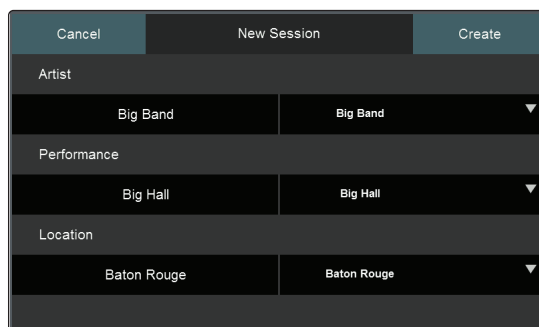 Cancel New Session Create
Artist
Big Band Big Band
Performance
Big Hall Big Hall
Location
Baton Rouge Baton Rouge